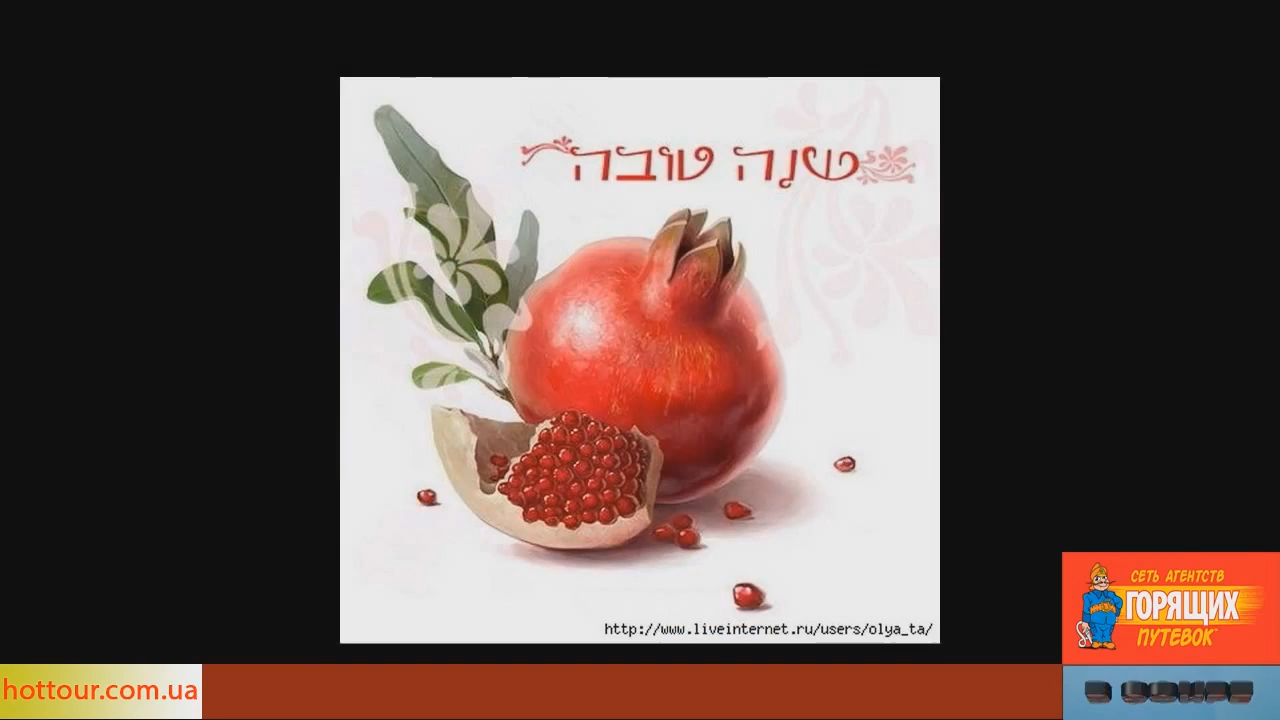 שנה טובה
http://www.liveinternet.ru/users/olya_ta/
СЕТЬ АГЕНТСТВ
ГОРЯЩИХ
ПУТЕВОК
hottour.com.ua